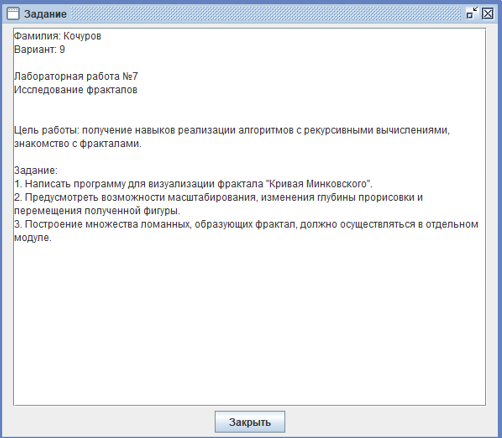 Задание
Фамилия: Кочуров
Вариант: 9
Лабораторная работа №7
Исследование фракталов
Цель работы: получение навыков реализации алгоритмов с рекурсивными вычислениями,
знакомство с фракталами.
Задание:
1. Написать программу для визуализации фрактала "Кривая Минковского".
2. Предусмотреть возможности масштабирования, изменения глубины прорисовки и
перемещения полученной фигуры.
3. Построение множества ломанных, образующих фрактал, должно осуществляться в отдельном
модуле.
Закрыть